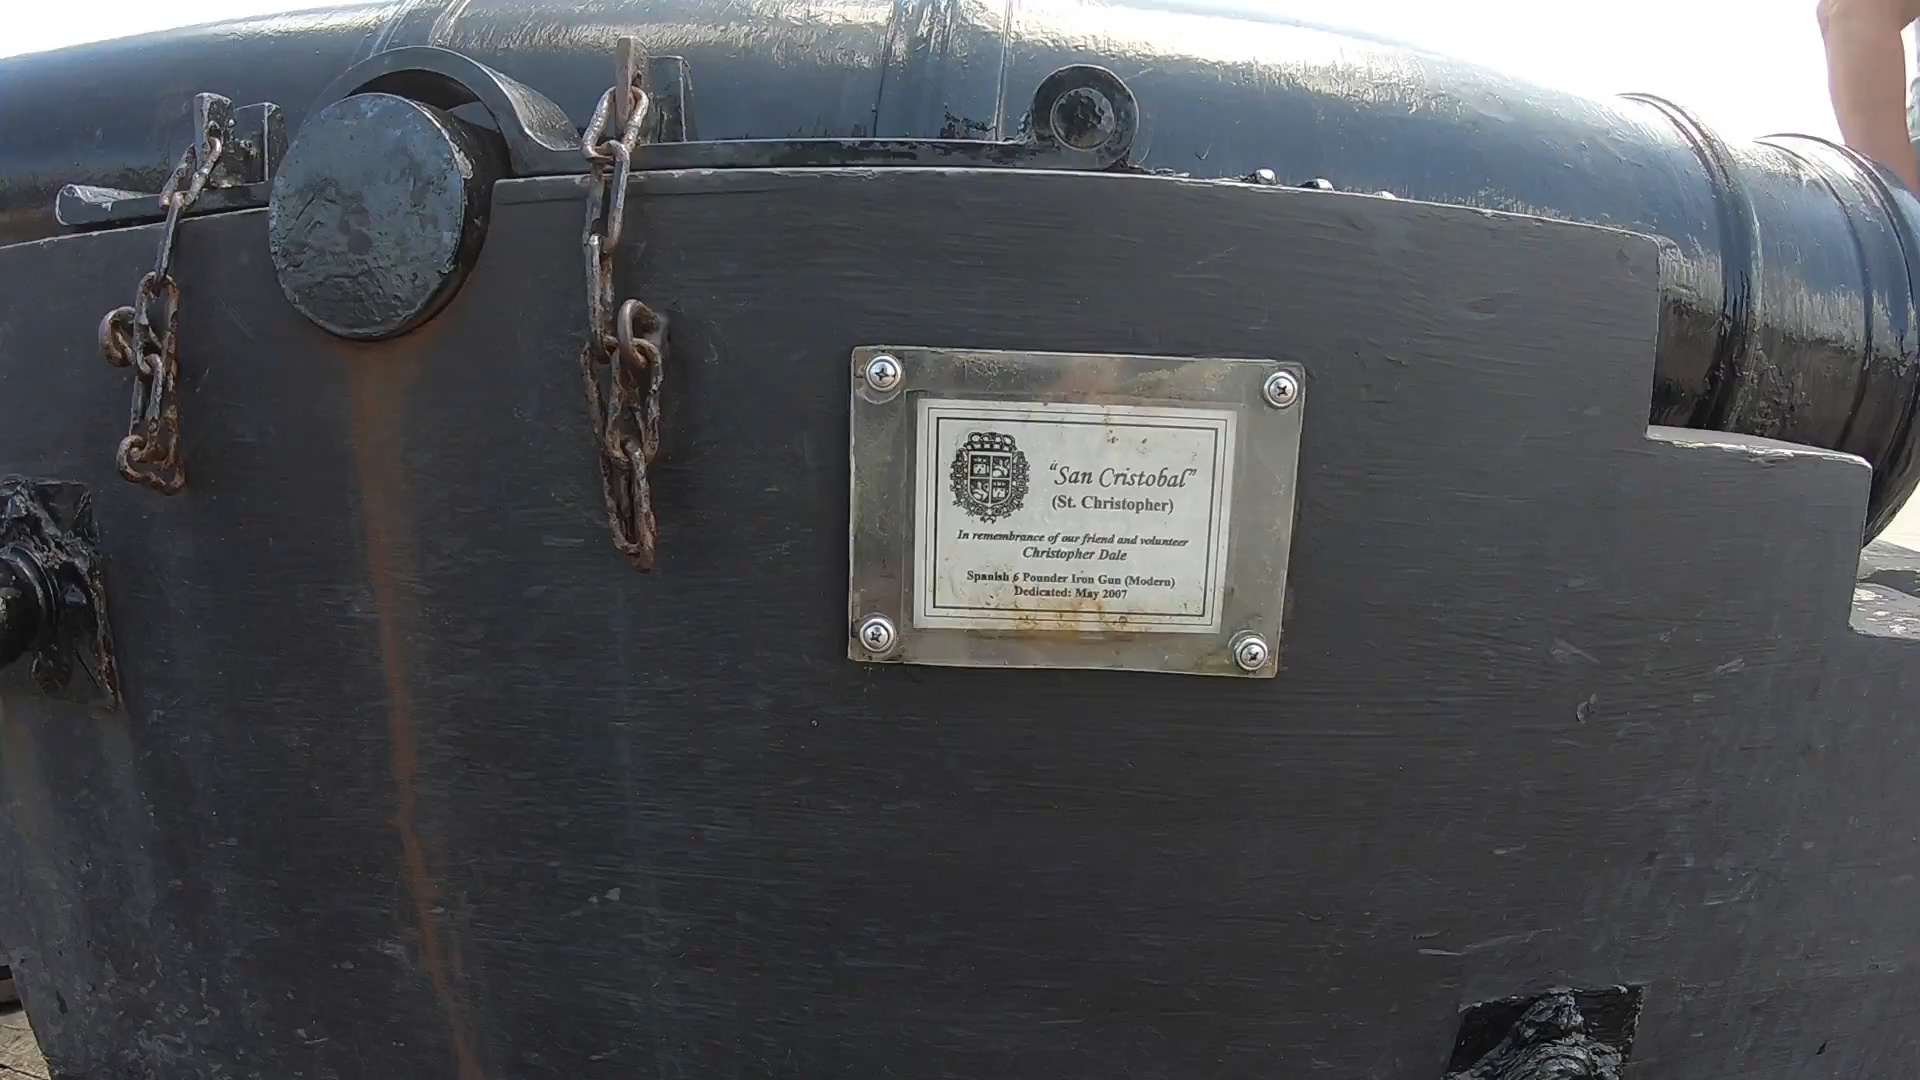 "San Cristobal"
(St. Christopher)
In remembrance of our friend and volunteer
Christopher Dale
Spanish 6 Pounder Iron Gun (Modern)
Dedicated: May 2007